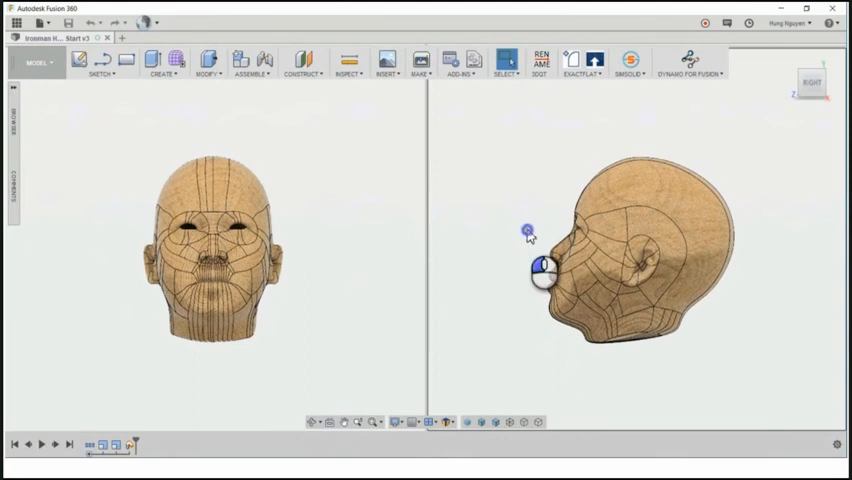 Autodesk Fusion 360
Hung Nguyen
Ironman H... Start v3
MODEL
SKETCH
CREATE
MODIFY
ASSEMBLE
CONSTRUCT
INSPECT
INSERT
MAKE
ADD-INS
SELECT
REN
AME
3DGT
EXACTFLAT
SIMSOLID
DYNAMO FOR FUSION
Y
RIGHT
Z
X
BROWSER
COMMENTS